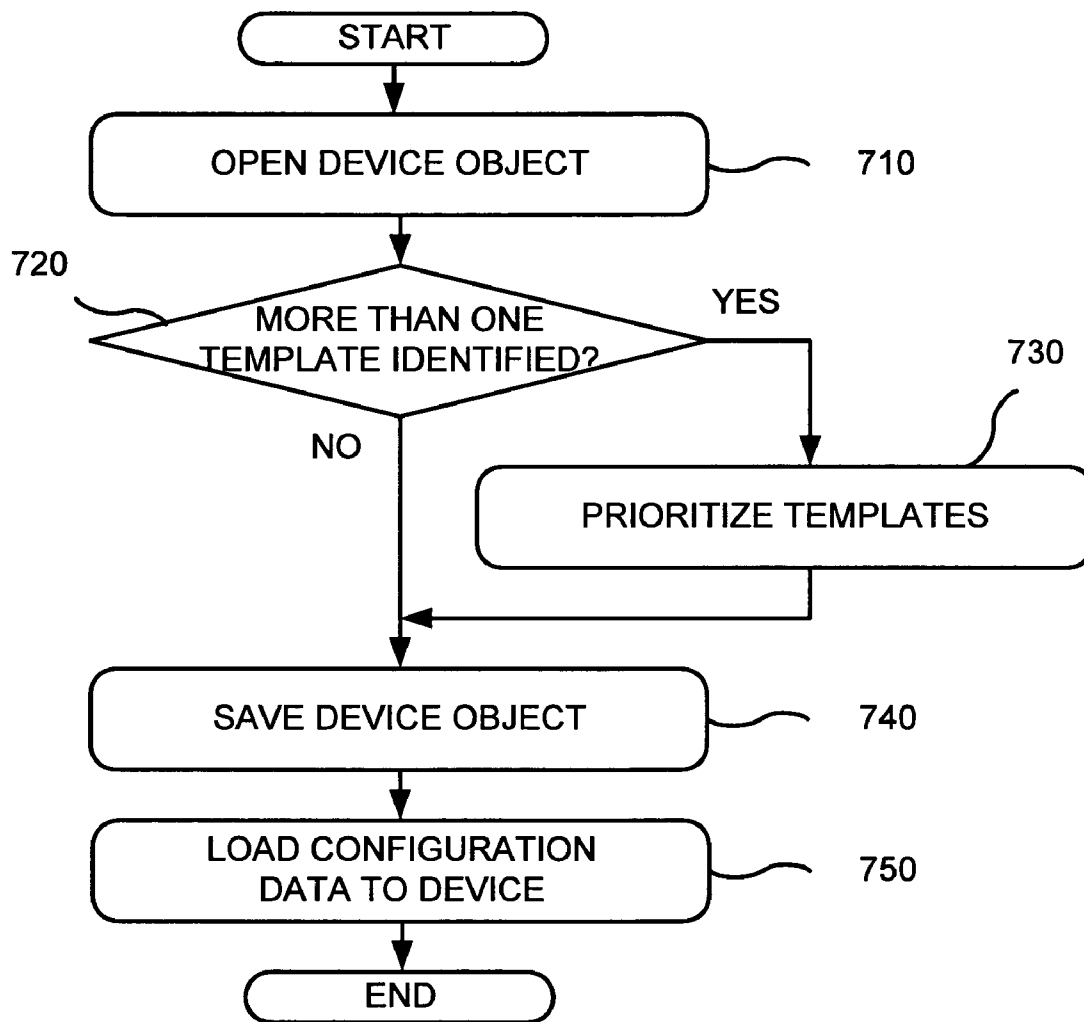 START
OPEN DEVICE OBJECT
710
720
MORE THAN ONE
TEMPLATE IDENTIFIED?
YES
NO
730
PRIORITIZE TEMPLATES
SAVE DEVICE OBJECT
740
LOAD CONFIGURATION
DATA TO DEVICE
750
END